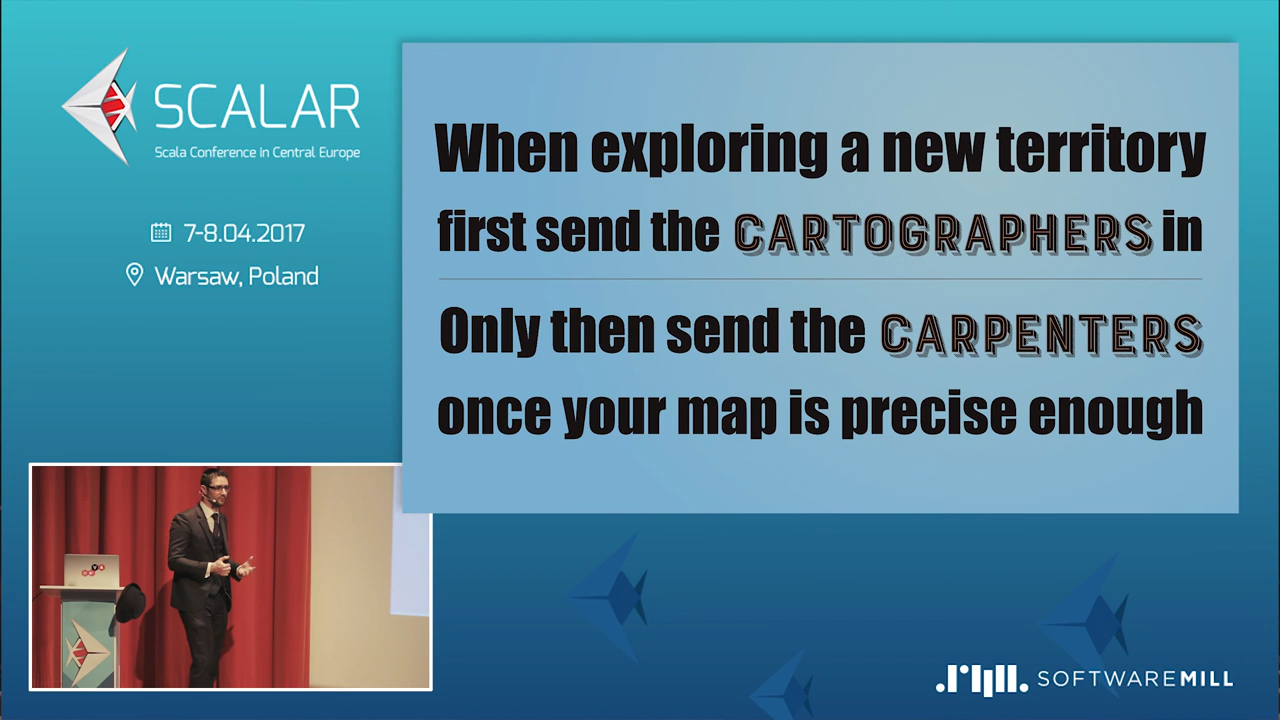 SCALAR
Scala Conference in Central Europe
7-8.04.2017
Warsaw, Poland
When exploring a new territory
first send the CARTOGRAPHERS in
Only then send the CARPENTERS
once your map is precise enough
SOFTWAREMILL